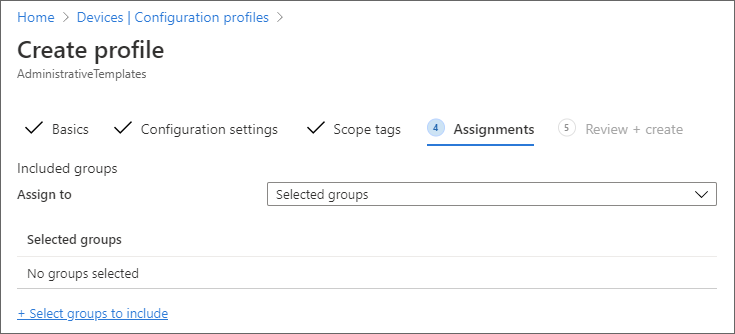 Home > Devices | Configuration profiles >
Create profile
AdministrativeTemplates
Basics Configuration settings Scope tags 4 Assignments 5 Review + create
Included groups
Assign to Selected groups
Selected groups
No groups selected
+ Select groups to include